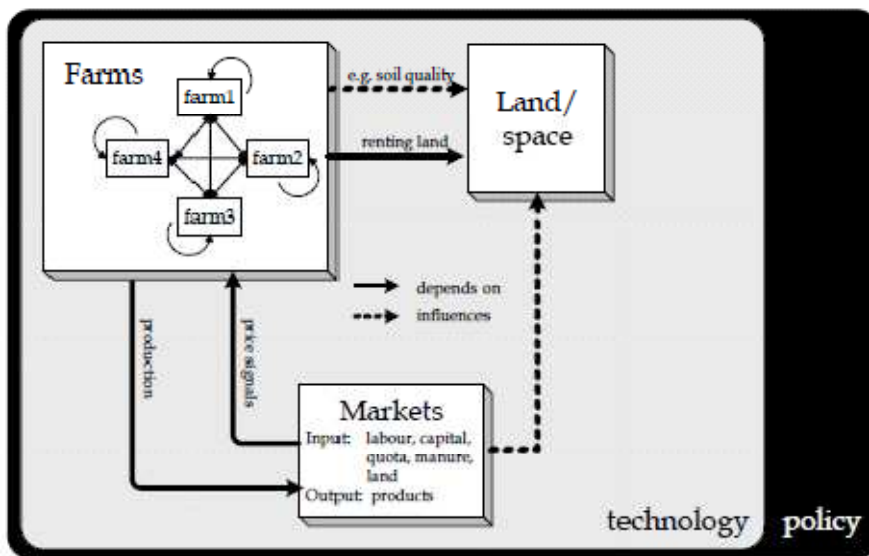 Farms
farm1
farm4
farm2
farm3
e.g. soil quality
renting land
Land/
space
depends on
influences
production
price signals
Markets
Input: labour, capital,
quota, manure,
land
Output: products
technology
policy